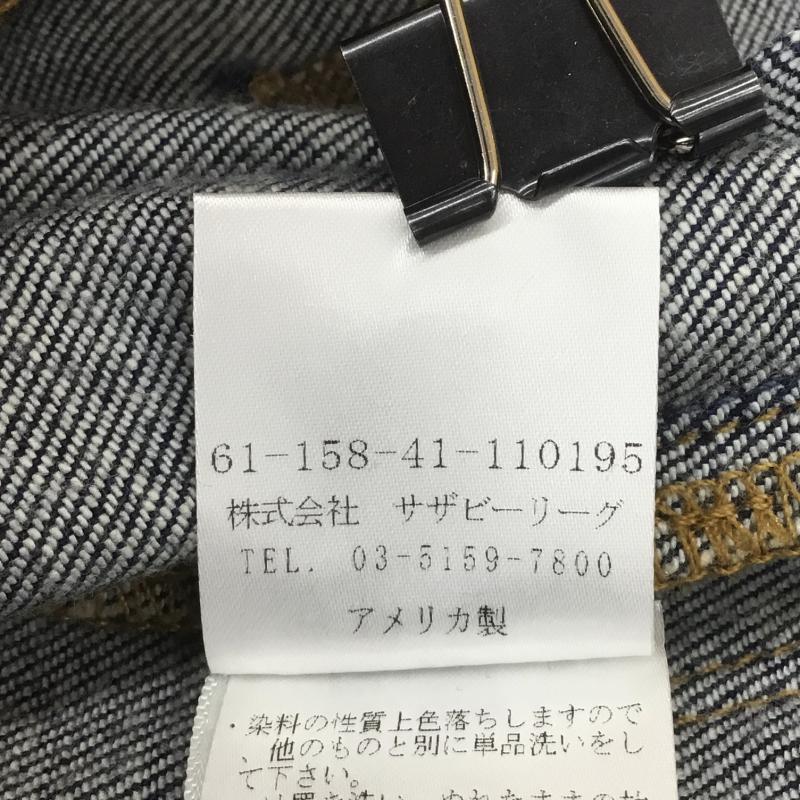 61-158-41-110195
株式会社 サザビーリーグ
TEL. 03-5159-7800
アメリカ製
・染料の性質上色落ちしますので
、他のものと別に単品洗いをし
て下さい。